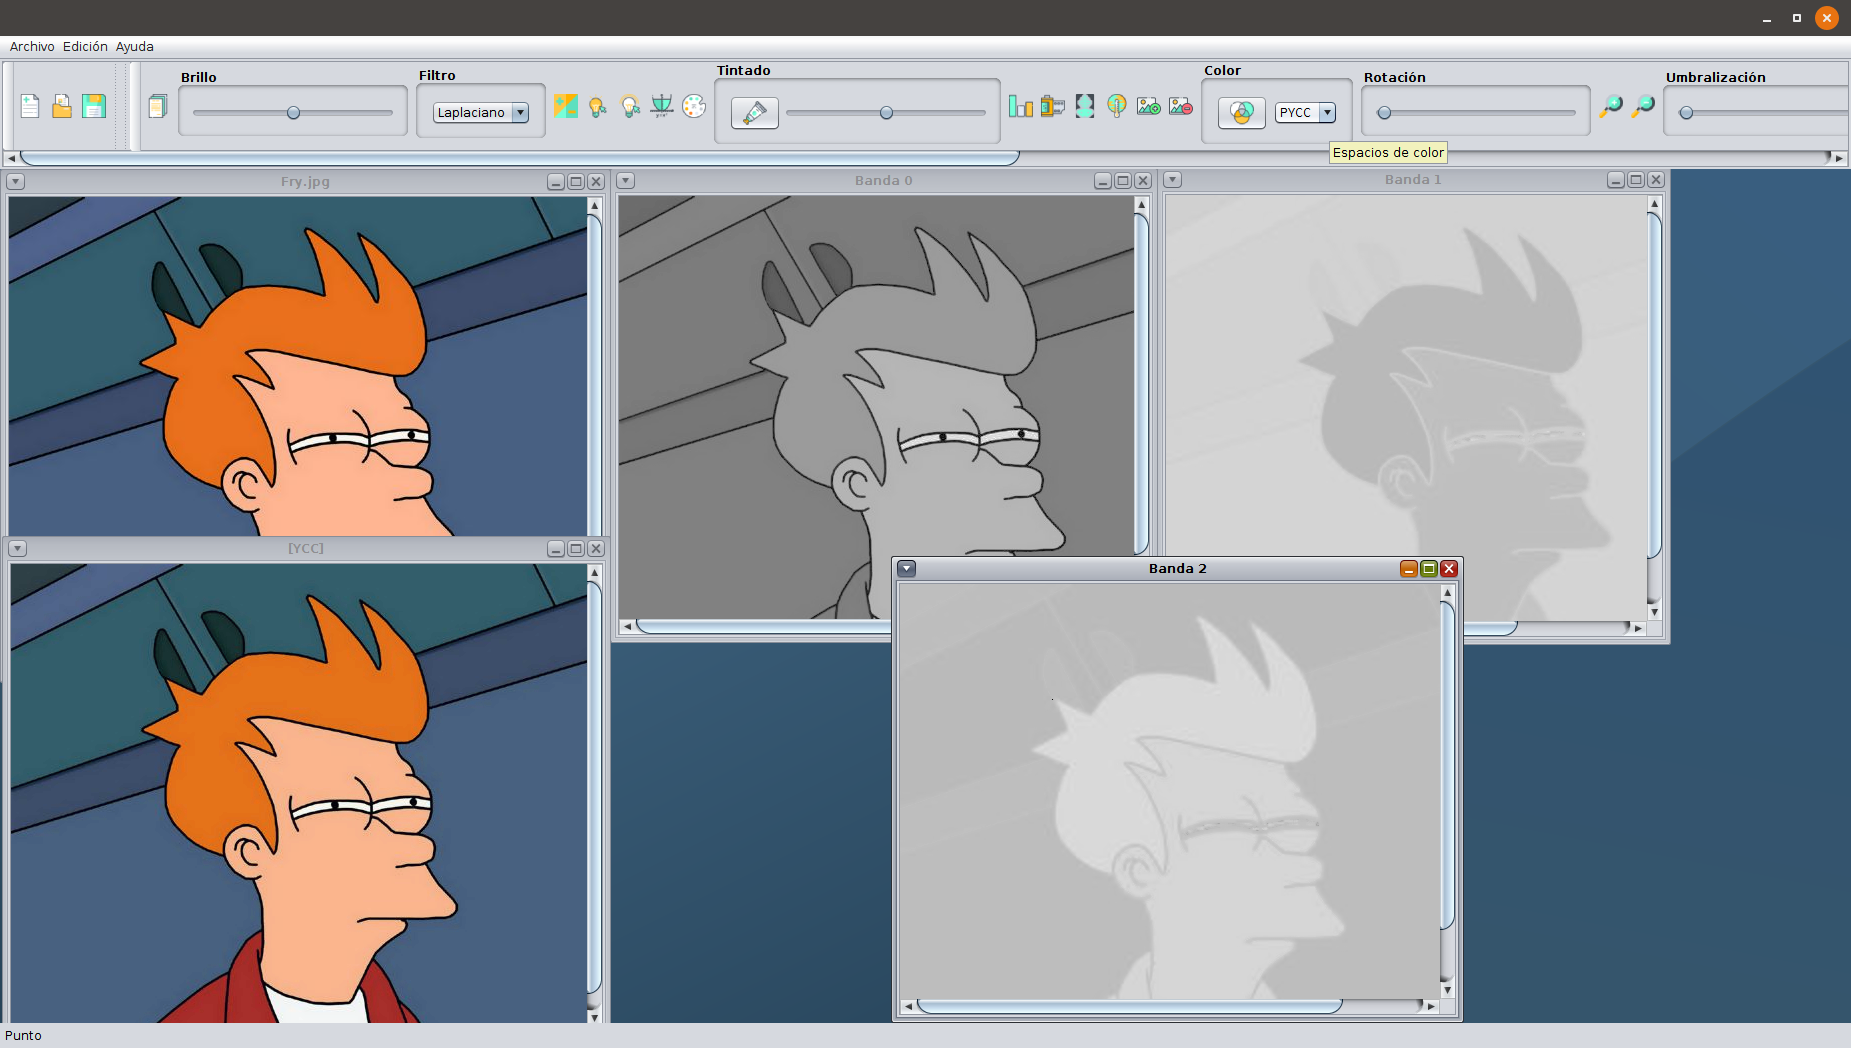 Archivo Edición Ayuda
Brillo
Filtro
Laplaciano
Tintado
Color
PYCC
Rotación
Umbralización
Espacios de color
Fry.jpg
Banda 0
Banda 1
[YCC]
Banda 2
Punto